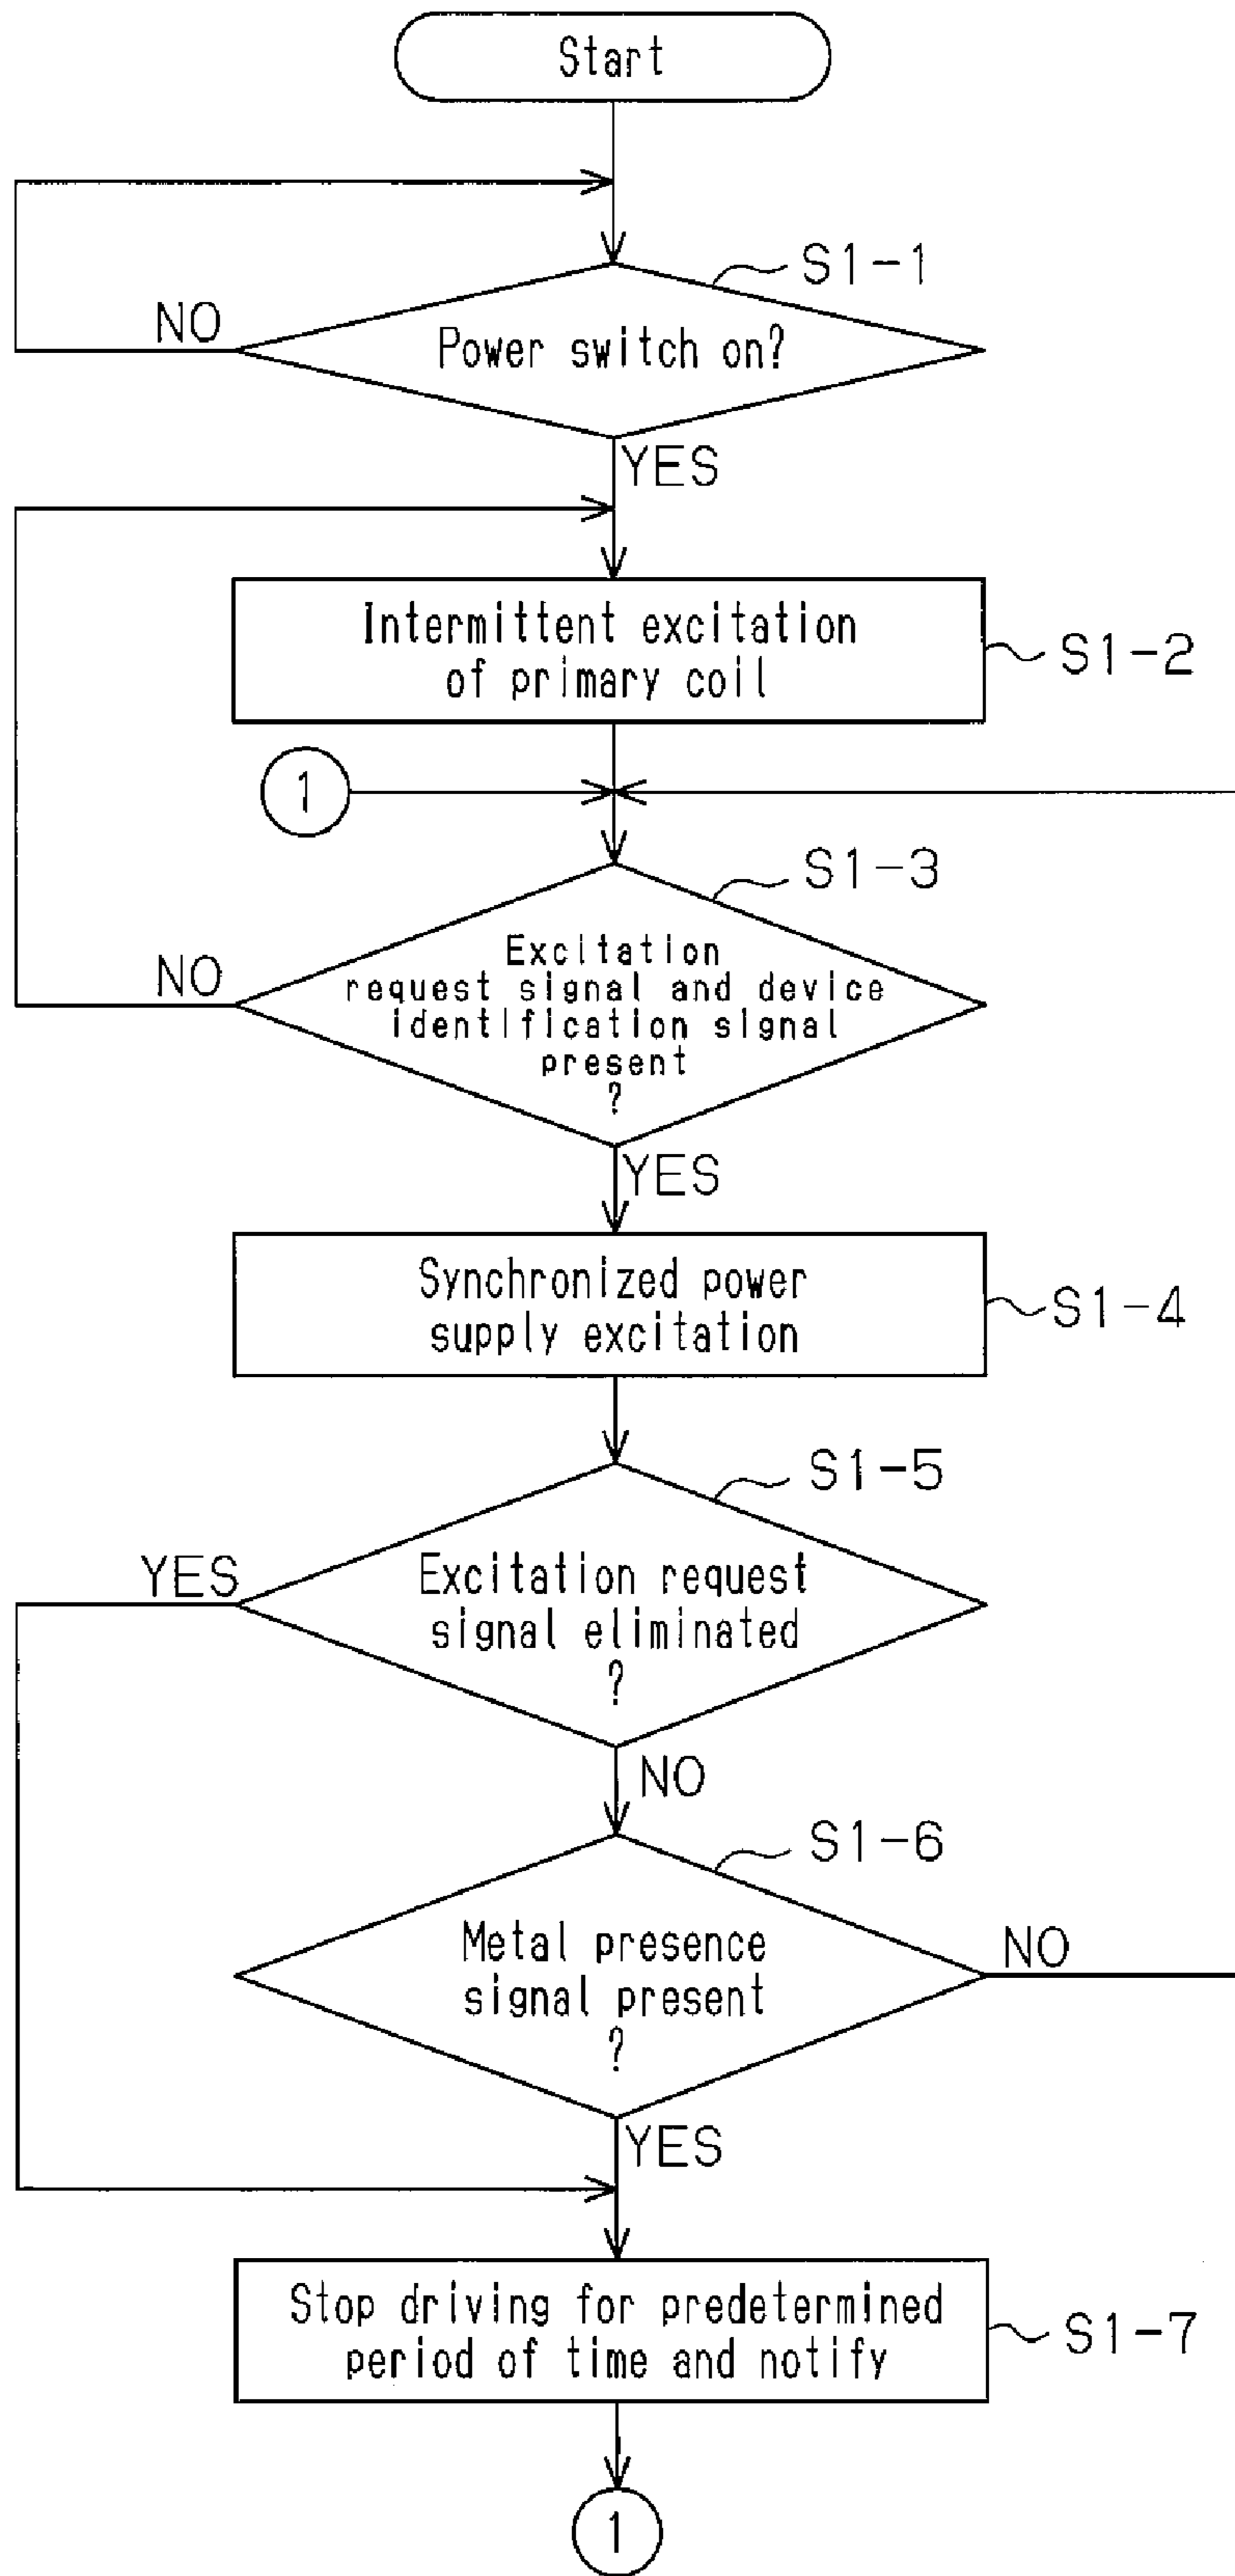 Start
S1-1
NO
Power switch on?
YES
Intermittent excitation
of primary coil
S1-2
1
S1-3
NO
Excitation
request signal and device
identification signal
present
?
YES
Synchronized power
supply excitation
S1-4
S1-5
YES
Excitation request
signal eliminated
?
NO
S1-6
Metal presence
signal present
?
NO
YES
Stop driving for predetermined
period of time and notify
S1-7
1